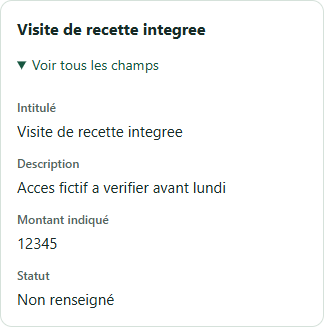 Visite de recette integree
Voir tous les champs
Intitulé
Visite de recette integree
Description
Acces fictif a verifier avant lundi
Montant indiqué
12345
Statut
Non renseigné